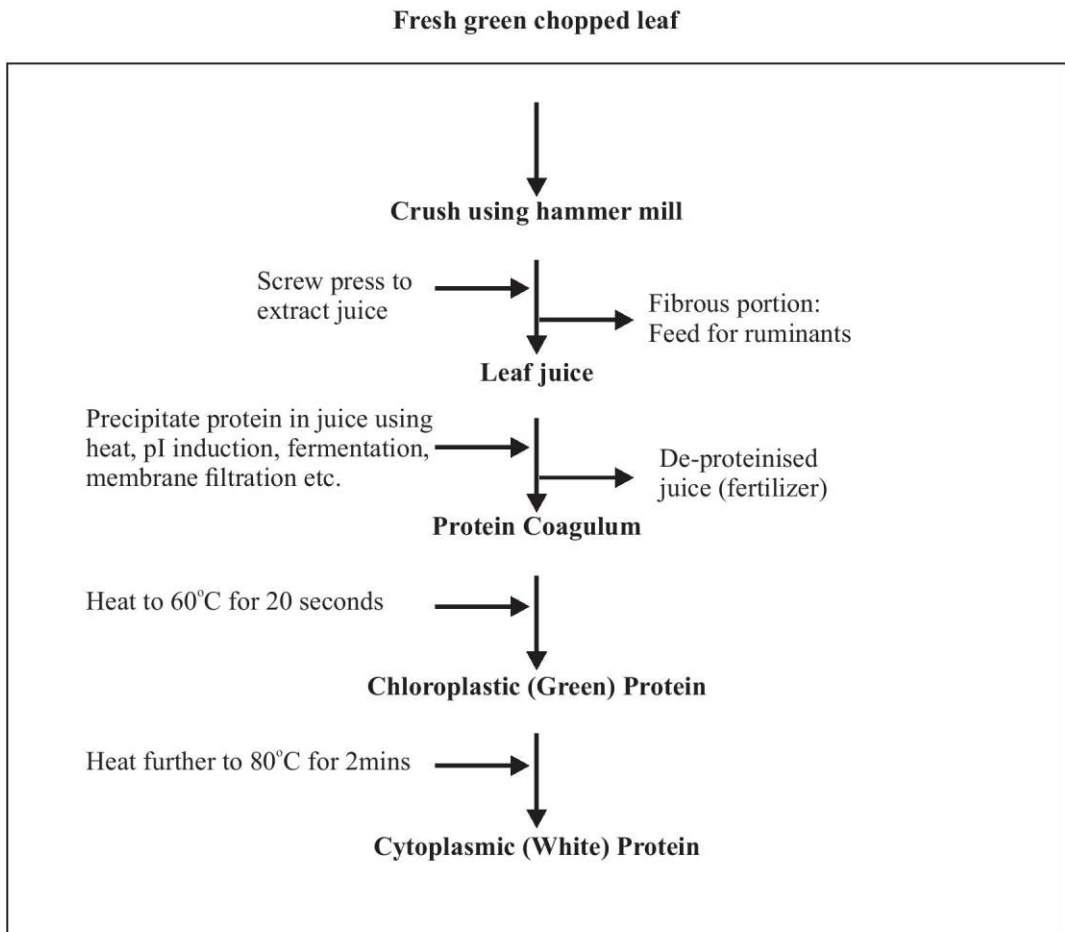 Fresh green chopped leaf
Crush using hammer mill
Screw press to
extract juice
Fibrous portion:
Feed for ruminants
Leaf juice
Precipitate protein in juice using
heat, pI induction, fermentation,
membrane filtration etc.
De-proteinised
juice (fertilizer)
Protein Coagulum
Heat to 60°C for 20 seconds
Chloroplastic (Green) Protein
Heat further to 80°C for 2mins
Cytoplasmic (White) Protein